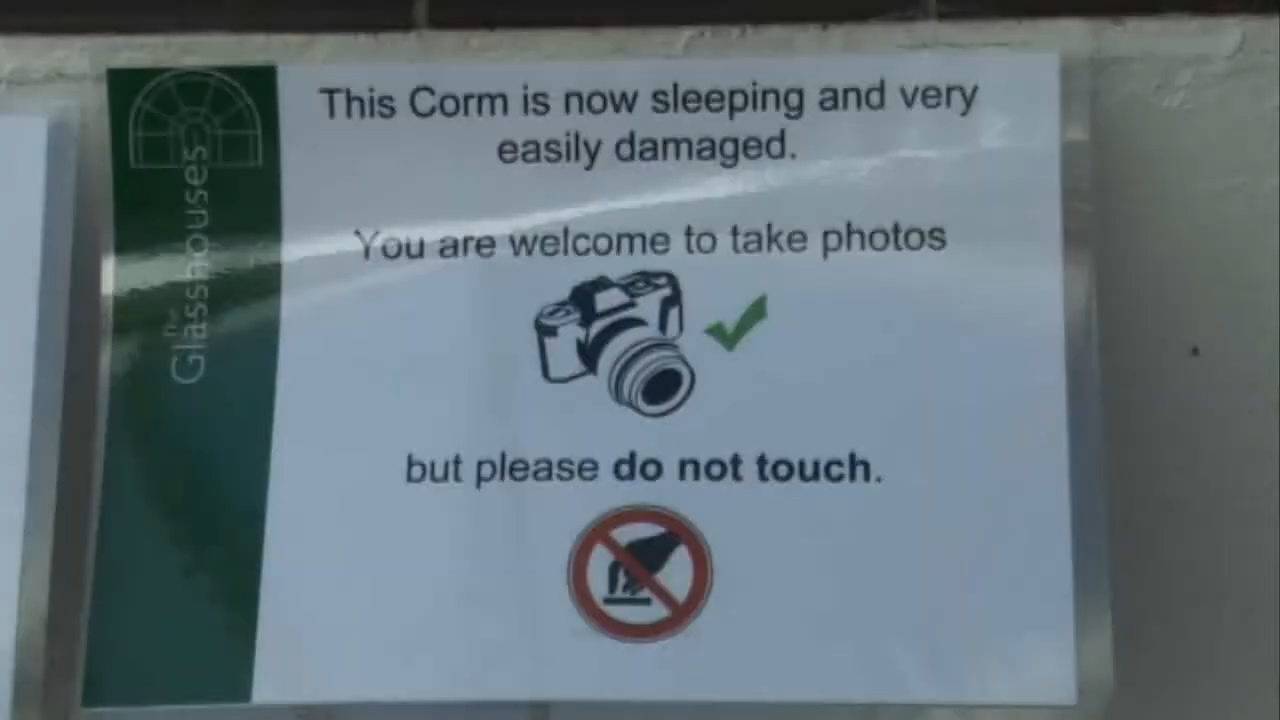 The
Glasshouses
This Corm is now sleeping and very
easily damaged.
You are welcome to take photos
but please do not touch.